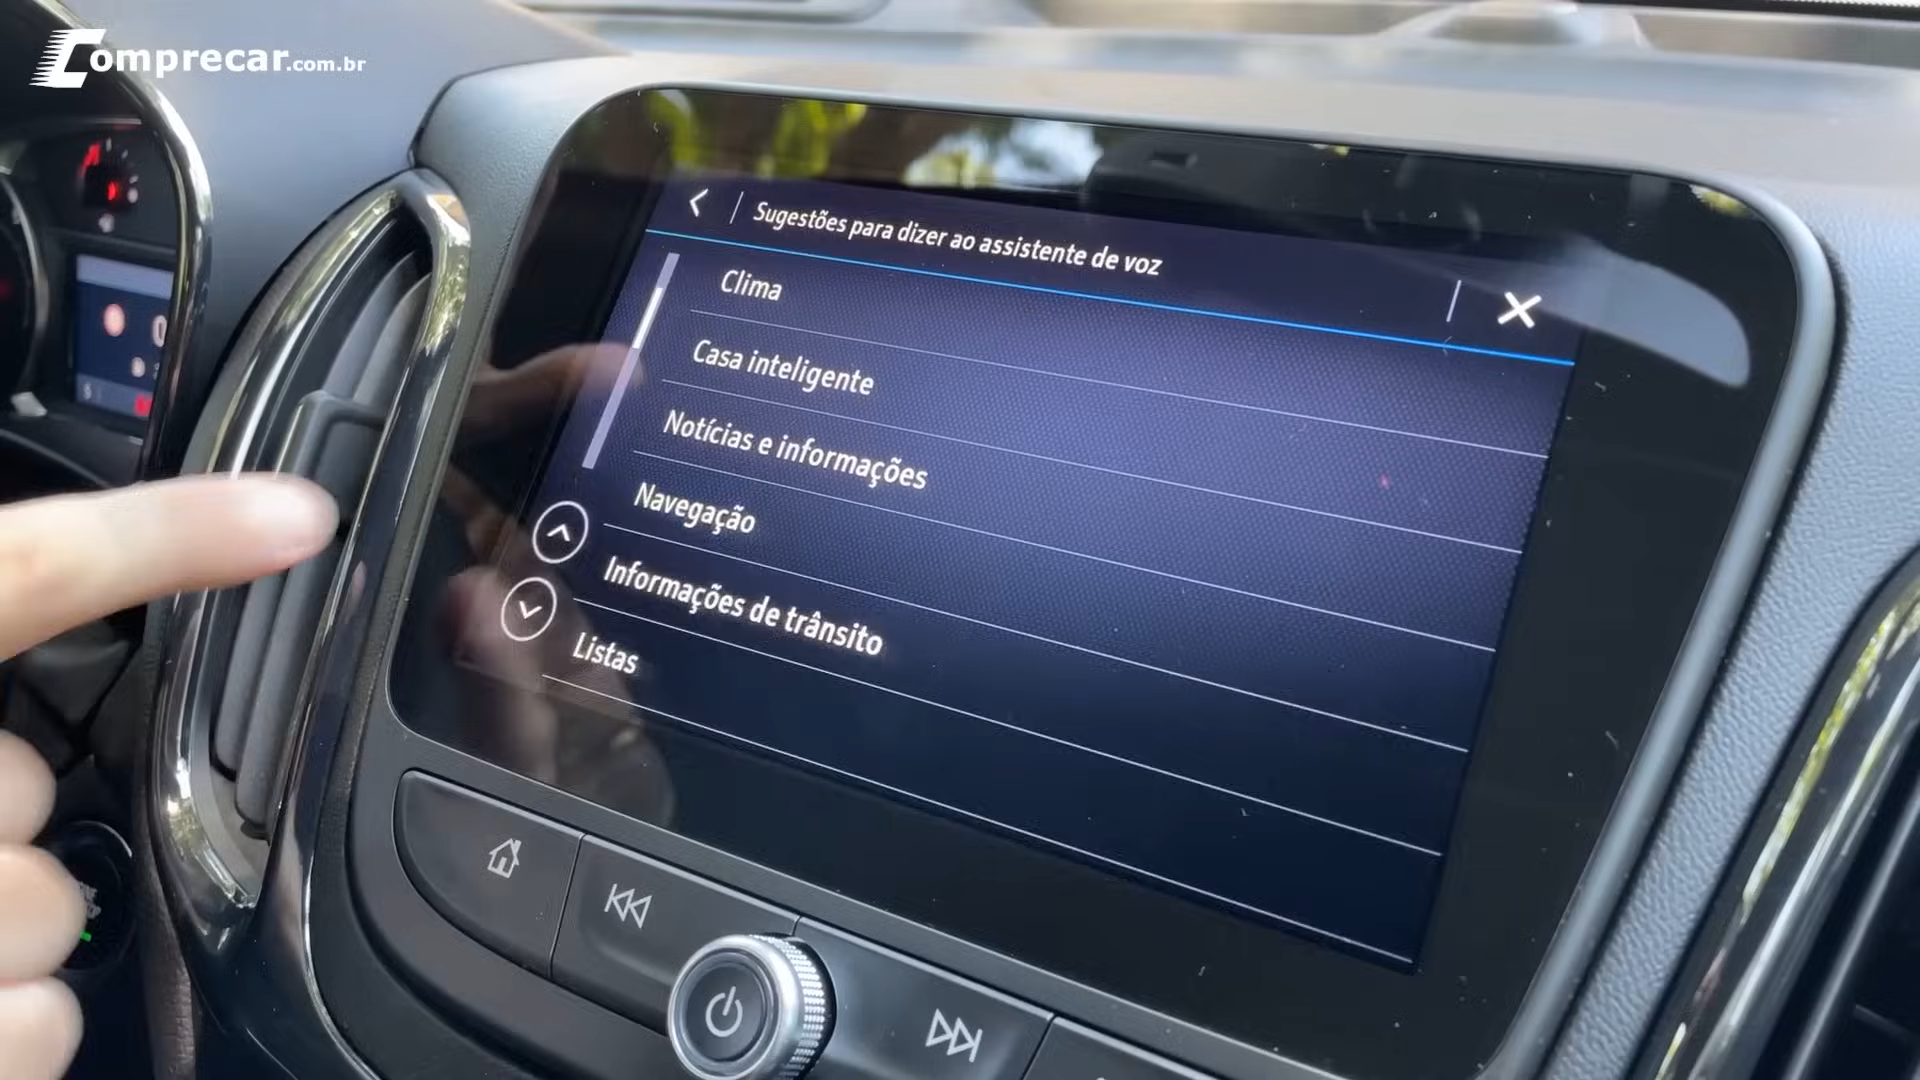 Comprecar.com.br
Sugestões para dizer ao assistente de voz
Clima
Casa inteligente
Notícias e informações
Navegação
Informações de trânsito
Listas